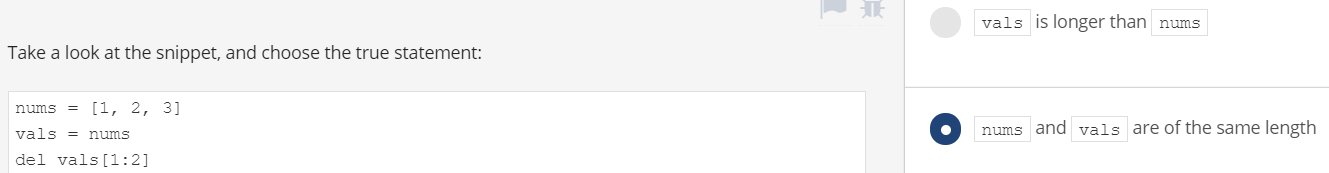 Take a look at the snippet, and choose the true statement:
nums = [1, 2, 3]
vals = nums
del vals[1:2]
vals is longer than nums
nums and vals are of the same length